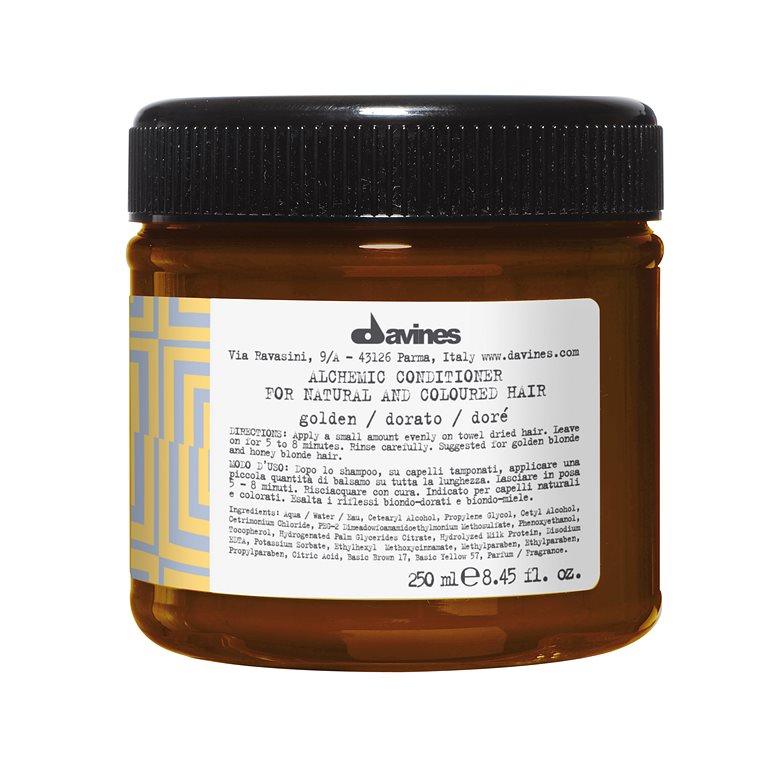 davines
Via Ravasini, 9/A - 43126 Parma, Italy www.davines.com
ALCHEMIC CONDITIONER
FOR NATURAL AND COLOURED HAIR
golden / dorato / doré
DIRECTIONS: Apply a small amount evenly on towel dried hair. Leave
on for 5 to 8 minutes. Rinse carefully. Suggested for golden blonde
and honey blonde hair.
MODO D'USO: Dopo lo shampoo, su capelli tamponati, applicare una
piccola quantità di balsamo su tutta la lunghezza. Lasciare in posa
5 - 8 minuti. Risciacquare con cura. Indicato per capelli naturali
e colorati. Esalta i riflessi biondo-dorati e biondo-miele.
Ingredients: Aqua / Water / Eau, Cetearyl Alcohol, Propylene Glycol, Cetyl Alcohol,
Cetrimonium Chloride, PEG-2 Dimeadowfoamamidoethylmonium Methosulfate, Phenoxyethanol,
Tocopherol, Hydrogenated Palm Glycerides Citrate, Hydrolyzed Milk Protein, Disodium
EDTA, Potassium Sorbate, Ethylhexyl Methoxycinnamate, Methylparaben, Ethylparaben,
Propylparaben, Citric Acid, Basic Brown 17, Basic Yellow 57, Parfum / Fragrance.
250 ml ℮ 8.45 fl. oz.